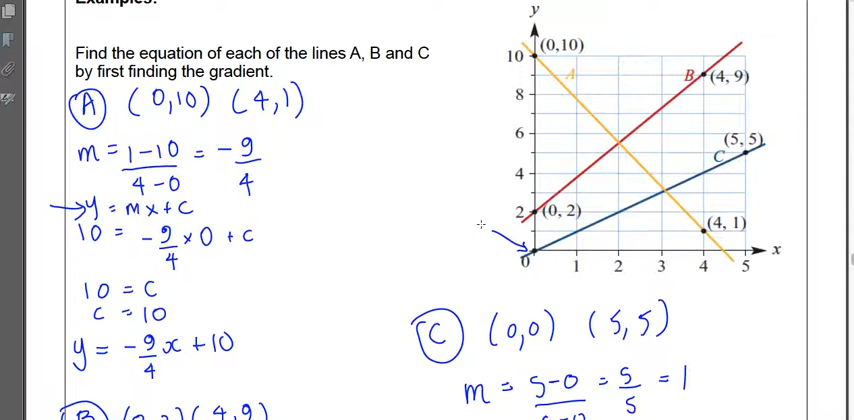 Examples:
Find the equation of each of the lines A, B and C
by first finding the gradient.
A (0,10) (4,1)
m = 1-10 / 4-0 = -9/4
→ y = mx + c
10 = -9/4 × 0 + c
10 = c
c = 10
y = -9/4 x + 10
B (4, 9)
y
10 (0,10)
A B (4, 9)
8
6
(5, 5)
4 C
2 (0, 2)
(4, 1)
0 1 2 3 4 5 x
C (0,0) (5,5)
m = 5-0 = 5/5 = 1